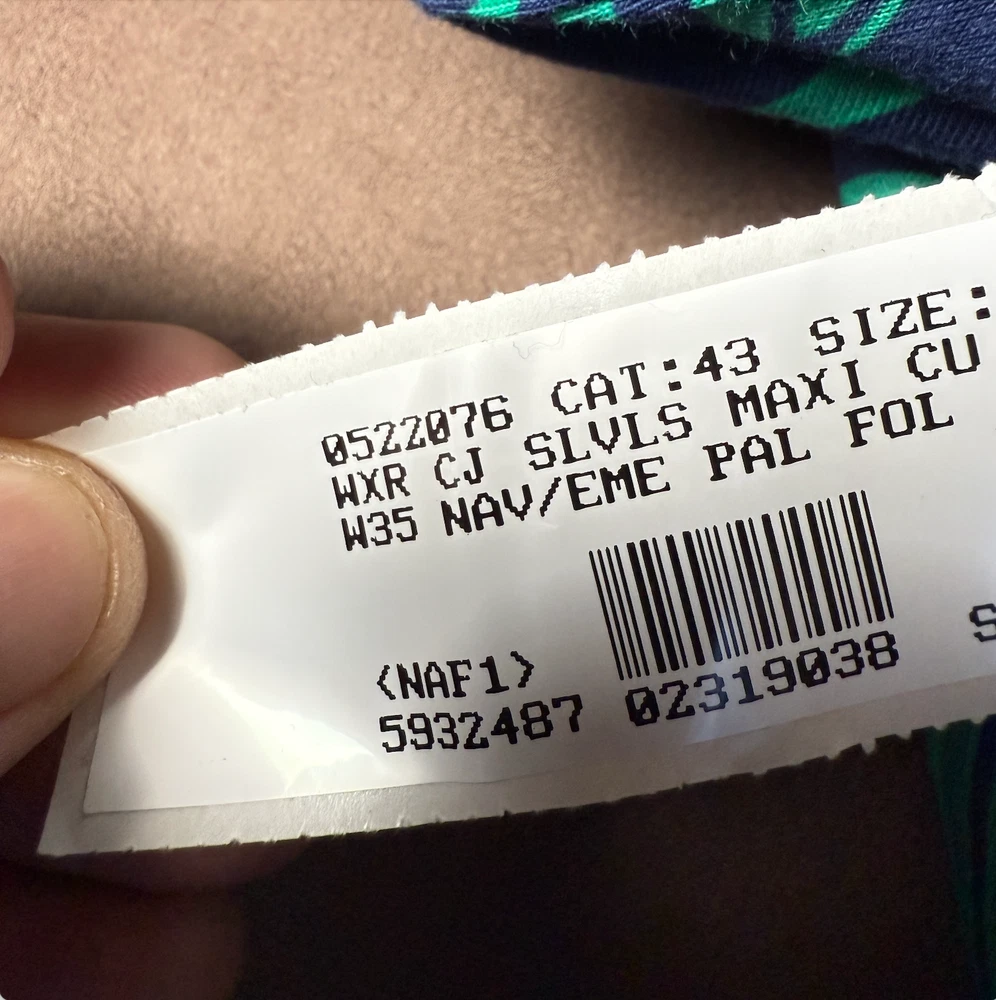 0522076 CAT:43 SIZE:
WXR CJ SLVLS MAXI CU
W35 NAV/EME PAL FOL
<NAF1>
5932487 02319038
S